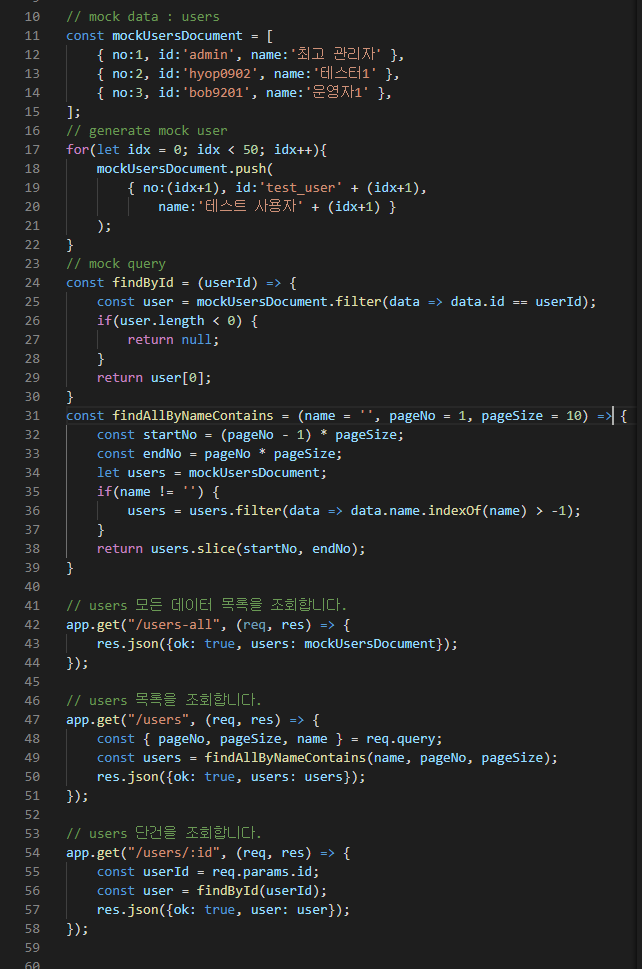 10 // mock data : users
11 const mockUsersDocument = [
12     { no:1, id:'admin', name:'최고 관리자' },
13     { no:2, id:'hyop0902', name:'테스터1' },
14     { no:3, id:'bob9201', name:'운영자1' },
15 ];
16 // generate mock user
17 for(let idx = 0; idx < 50; idx++){
18     mockUsersDocument.push(
19         { no:(idx+1), id:'test_user' + (idx+1),
20             name:'테스트 사용자' + (idx+1) }
21     );
22 }
23 // mock query
24 const findById = (userId) => {
25     const user = mockUsersDocument.filter(data => data.id == userId);
26     if(user.length < 0) {
27         return null;
28     }
29     return user[0];
30 }
31 const findAllByNameContains = (name = '', pageNo = 1, pageSize = 10) => {
32     const startNo = (pageNo - 1) * pageSize;
33     const endNo = pageNo * pageSize;
34     let users = mockUsersDocument;
35     if(name != '') {
36         users = users.filter(data => data.name.indexOf(name) > -1);
37     }
38     return users.slice(startNo, endNo);
39 }
40
41 // users 모든 데이터 목록을 조회합니다.
42 app.get("/users-all", (req, res) => {
43     res.json({ok: true, users: mockUsersDocument});
44 });
45
46 // users 목록을 조회합니다.
47 app.get("/users", (req, res) => {
48     const { pageNo, pageSize, name } = req.query;
49     const users = findAllByNameContains(name, pageNo, pageSize);
50     res.json({ok: true, users: users});
51 });
52
53 // users 단건을 조회합니다.
54 app.get("/users/:id", (req, res) => {
55     const userId = req.params.id;
56     const user = findById(userId);
57     res.json({ok: true, user: user});
58 });
59
60